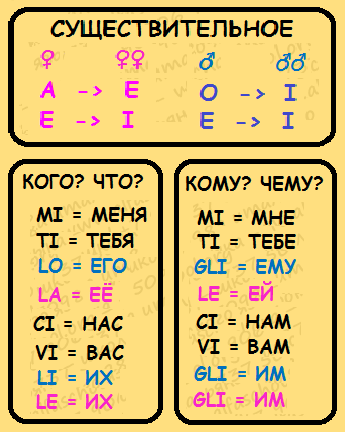 СУЩЕСТВИТЕЛЬНОЕ
♀ ♀♀ ♂ ♂♂
A -> E O -> I
E -> I E -> I
КОГО? ЧТО?
MI = МЕНЯ
TI = ТЕБЯ
LO = ЕГО
LA = ЕЁ
CI = НАС
VI = ВАС
LI = ИХ
LE = ИХ
КОМУ? ЧЕМУ?
MI = МНЕ
TI = ТЕБЕ
GLI = ЕМУ
LE = ЕЙ
CI = НАМ
VI = ВАМ
GLI = ИМ
GLI = ИМ